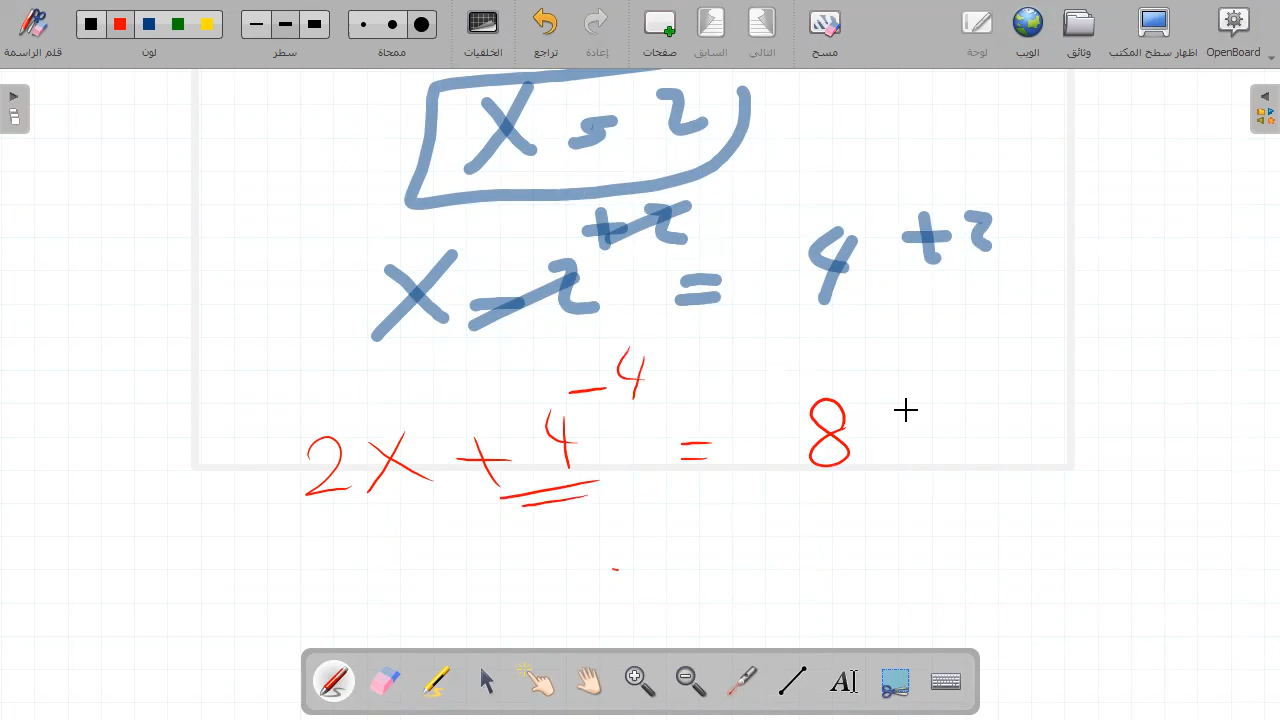 قلم الراسمة لون سطر ممحاة الخلفيات تراجع إعادة صفحات السابق التالي مسح لوحة الويب وثائق اظهار سطح المكتب OpenBoard
X = 2
+ 2 + 2
X - 2 = 4
- 4
2X + 4 = 8